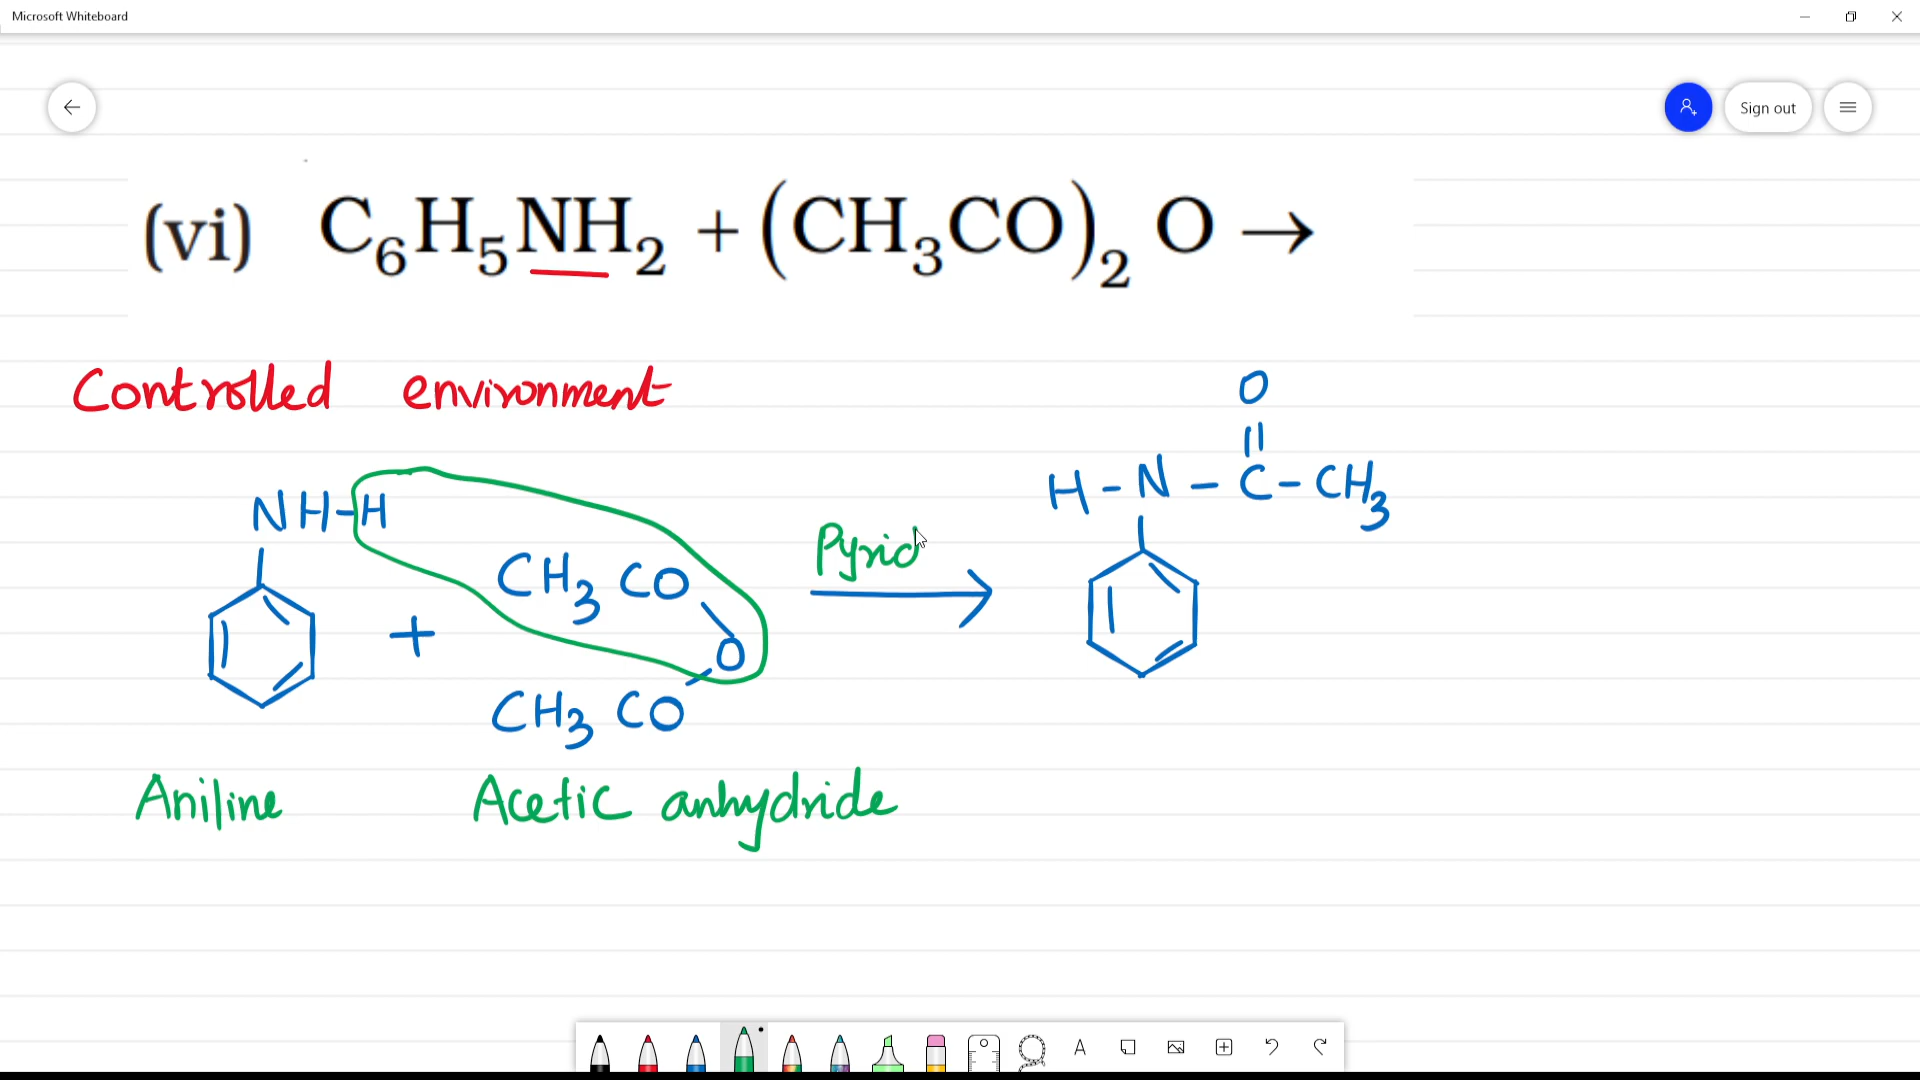 Microsoft Whiteboard
Sign out
(vi) C₆H₅NH₂ + (CH₃CO)₂ O →
Controlled environment
O
H - N - C - CH₃
NH-H
Pyrid
CH₃ CO
+
O
CH₃ CO
Aniline Acetic anhydride
A